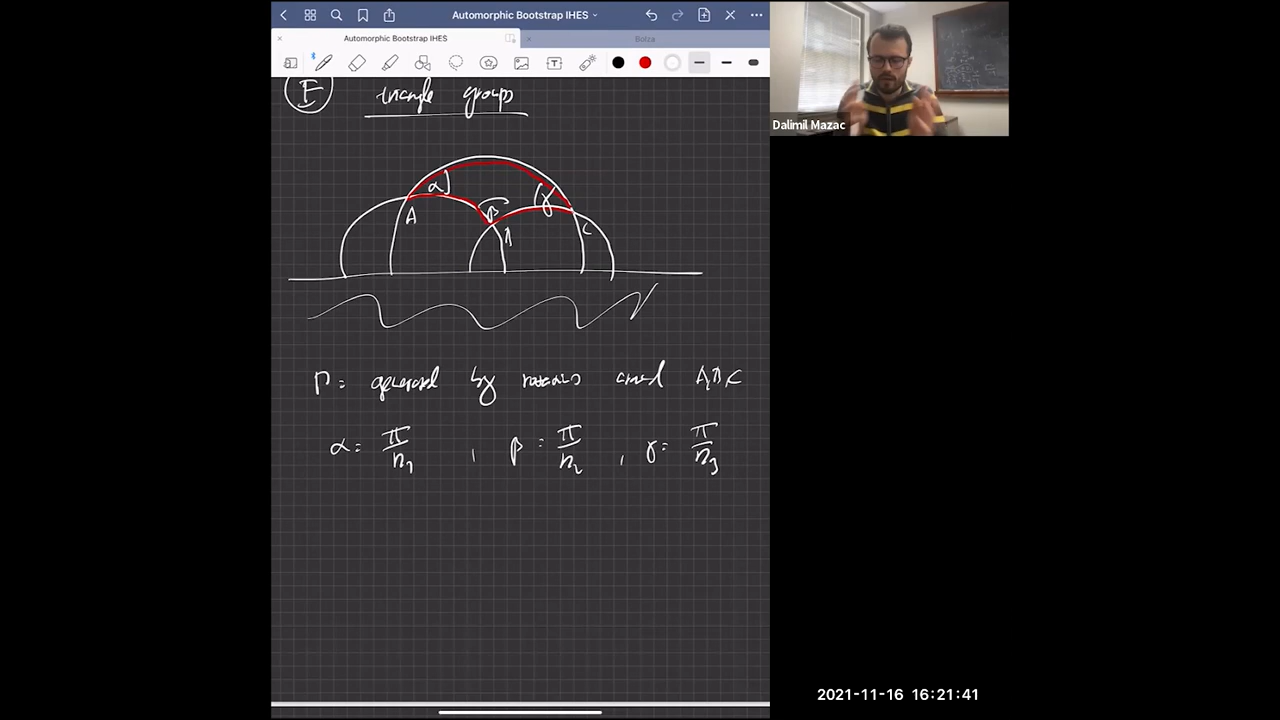 Automorphic Bootstrap IHES
Automorphic Bootstrap IHES
Bolza
Dalimil Mazac
F triangle groups
α
β
γ
A
B
C
Γ = generated by rotations around A, B, C
α = π/n₁ , β = π/n₂ , γ = π/n₃
2021-11-16 16:21:41